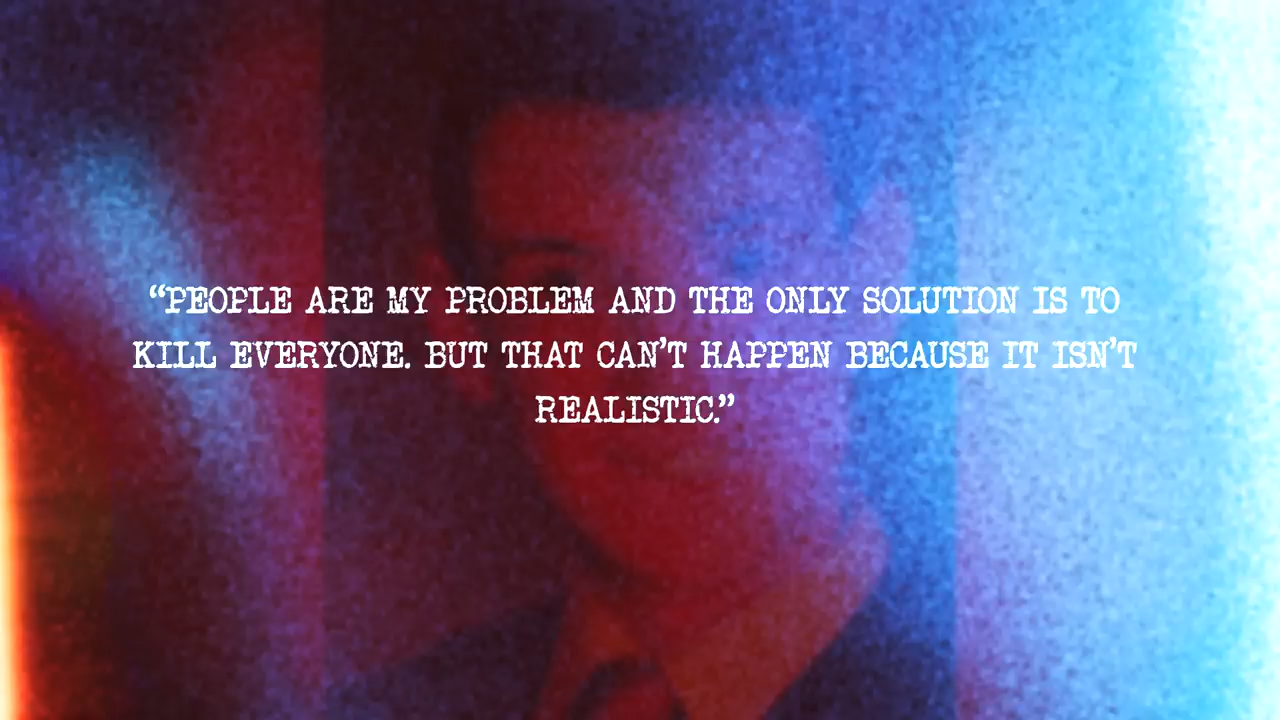 “PEOPLE ARE MY PROBLEM AND THE ONLY SOLUTION IS TO
KILL EVERYONE. BUT THAT CAN’T HAPPEN BECAUSE IT ISN’T
REALISTIC.”